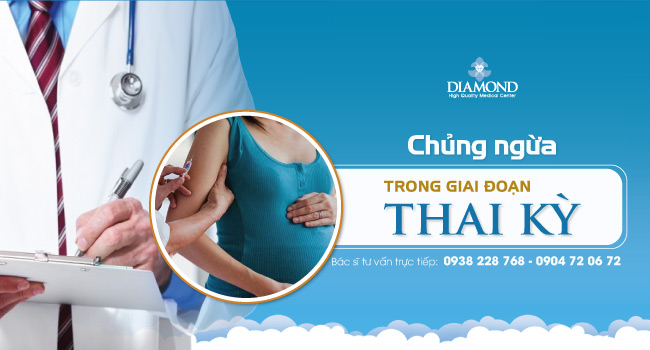 DIAMOND
High Quality Medical Center
Chủng ngừa
TRONG GIAI ĐOẠN
THAI KỲ
Bác sĩ tư vấn trực tiếp: 0938 228 768 - 0904 72 06 72